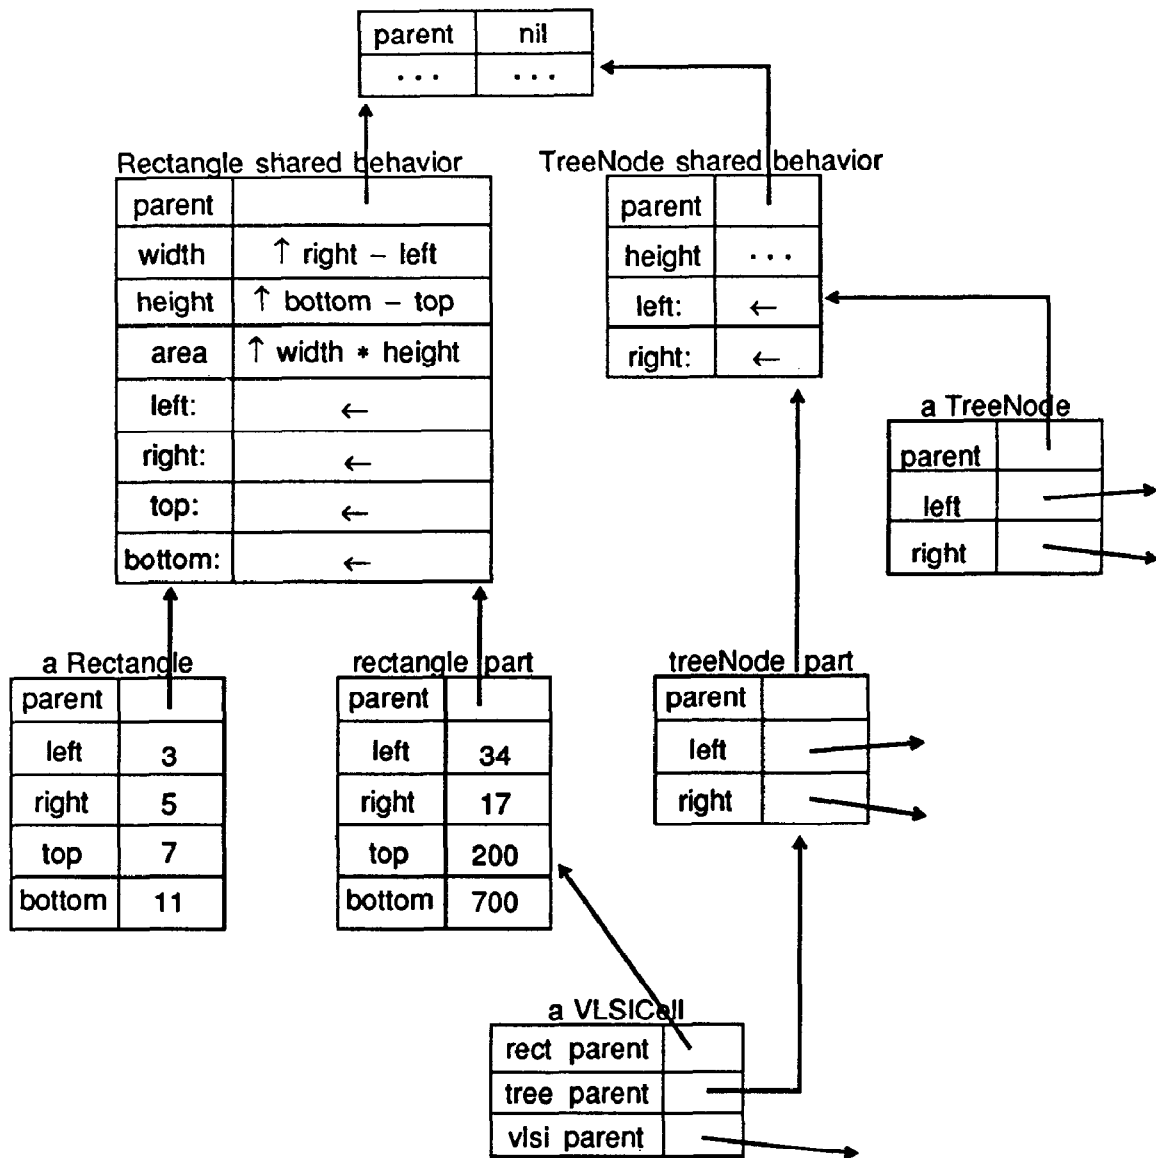 parent nil
... ...
Rectangle shared behavior
parent
width ↑ right – left
height ↑ bottom – top
area ↑ width * height
left: ←
right: ←
top: ←
bottom: ←
TreeNode shared behavior
parent
height ...
left: ←
right: ←
a TreeNode
parent
left
right
a Rectangle
parent
left 3
right 5
top 7
bottom 11
rectangle part
parent
left 34
right 17
top 200
bottom 700
treeNode part
parent
left
right
a VLSICell
rect parent
tree parent
vlsi parent